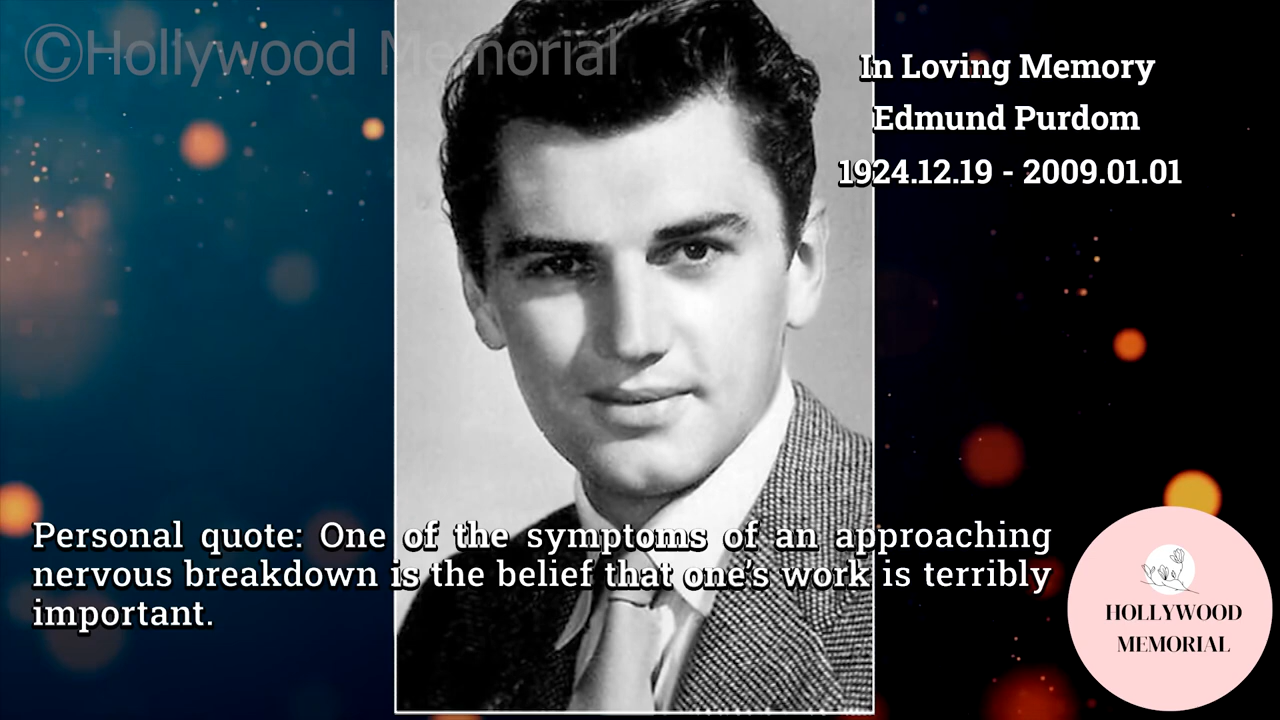 ©Hollywood Memorial
In Loving Memory
Edmund Purdom
1924.12.19 - 2009.01.01
Personal quote: One of the symptoms of an approaching
nervous breakdown is the belief that one's work is terribly
important.
HOLLYWOOD
MEMORIAL